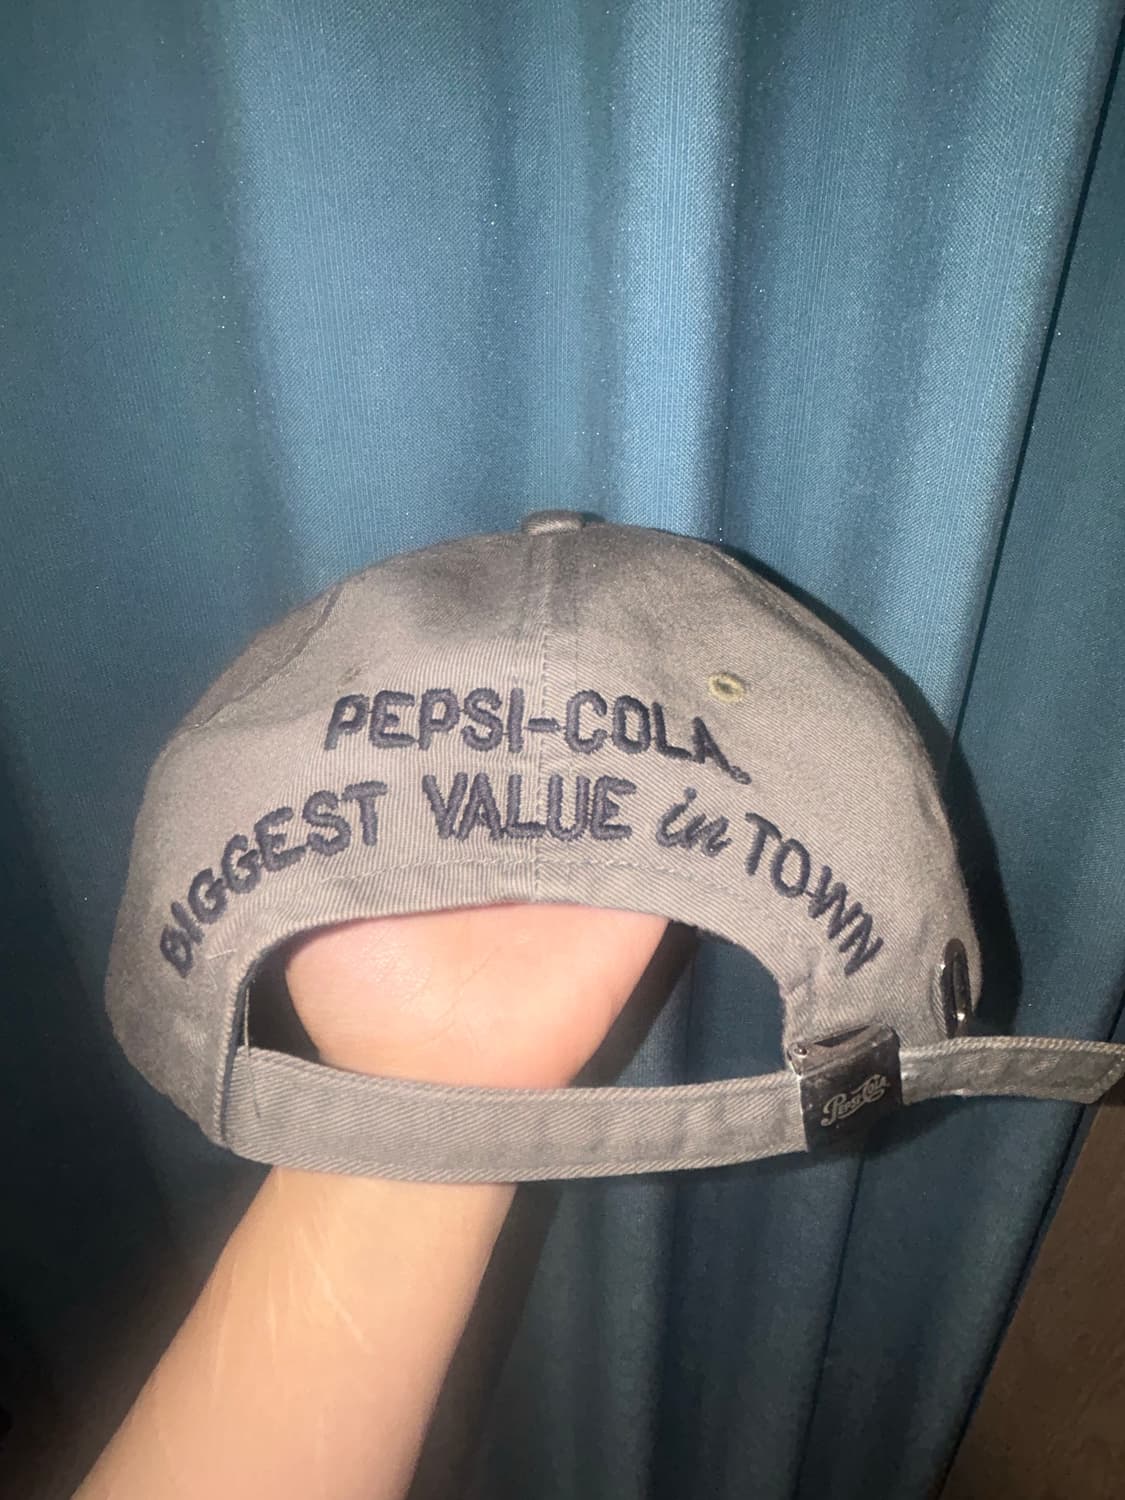 PEPSI-COLA
BIGGEST VALUE in TOWN
PEPSI-COLA